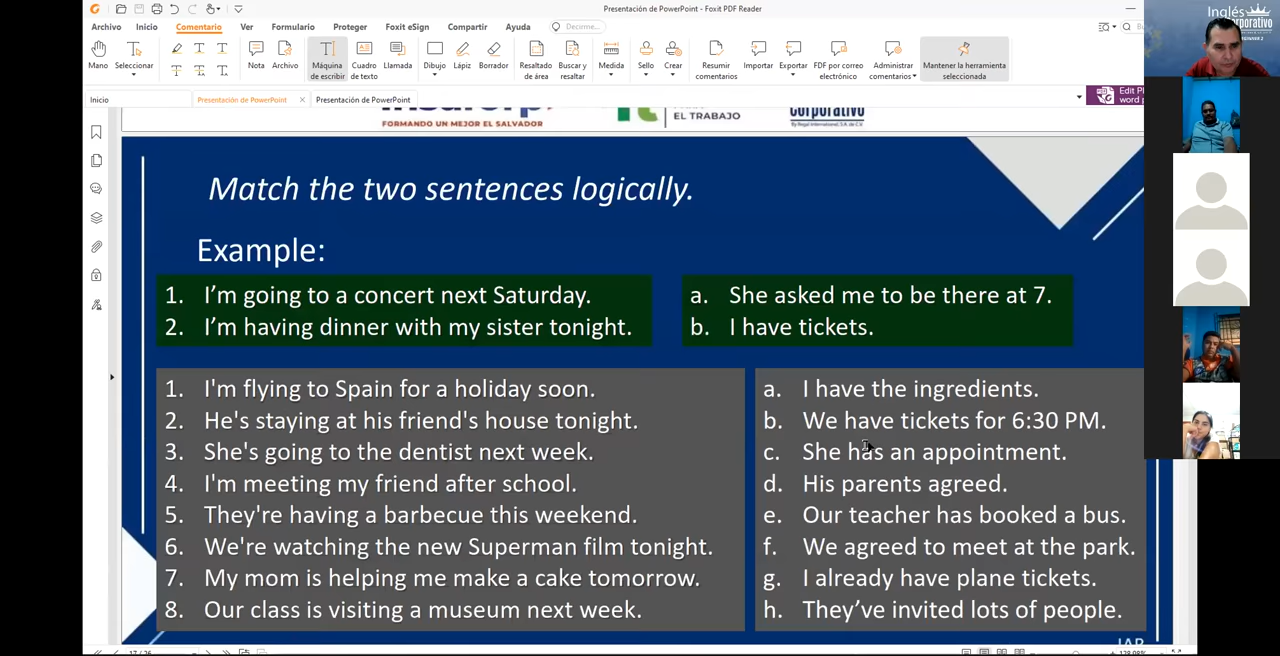 Presentación de PowerPoint - Foxit PDF Reader
Archivo Inicio Comentario Ver Formulario Proteger Foxit eSign Compartir Ayuda Decirme...
Mano Seleccionar Nota Archivo Máquina de escribir Cuadro de texto Llamada Dibujo Lápiz Borrador Resaltado de área Buscar y resaltar Medida Sello Crear Resumir comentarios Importar Exportar PDF por correo electrónico Administrar comentarios Mantener la herramienta seleccionada
Inicio Presentación de PowerPoint Presentación de PowerPoint
Inglés
FORMANDO UN MEJOR EL SALVADOR
EL TRABAJO
corporativo
Match the two sentences logically.
Example:
1. I'm going to a concert next Saturday.
2. I'm having dinner with my sister tonight.
a. She asked me to be there at 7.
b. I have tickets.
1. I'm flying to Spain for a holiday soon.
2. He's staying at his friend's house tonight.
3. She's going to the dentist next week.
4. I'm meeting my friend after school.
5. They're having a barbecue this weekend.
6. We're watching the new Superman film tonight.
7. My mom is helping me make a cake tomorrow.
8. Our class is visiting a museum next week.
a. I have the ingredients.
b. We have tickets for 6:30 PM.
c. She has an appointment.
d. His parents agreed.
e. Our teacher has booked a bus.
f. We agreed to meet at the park.
g. I already have plane tickets.
h. They've invited lots of people.